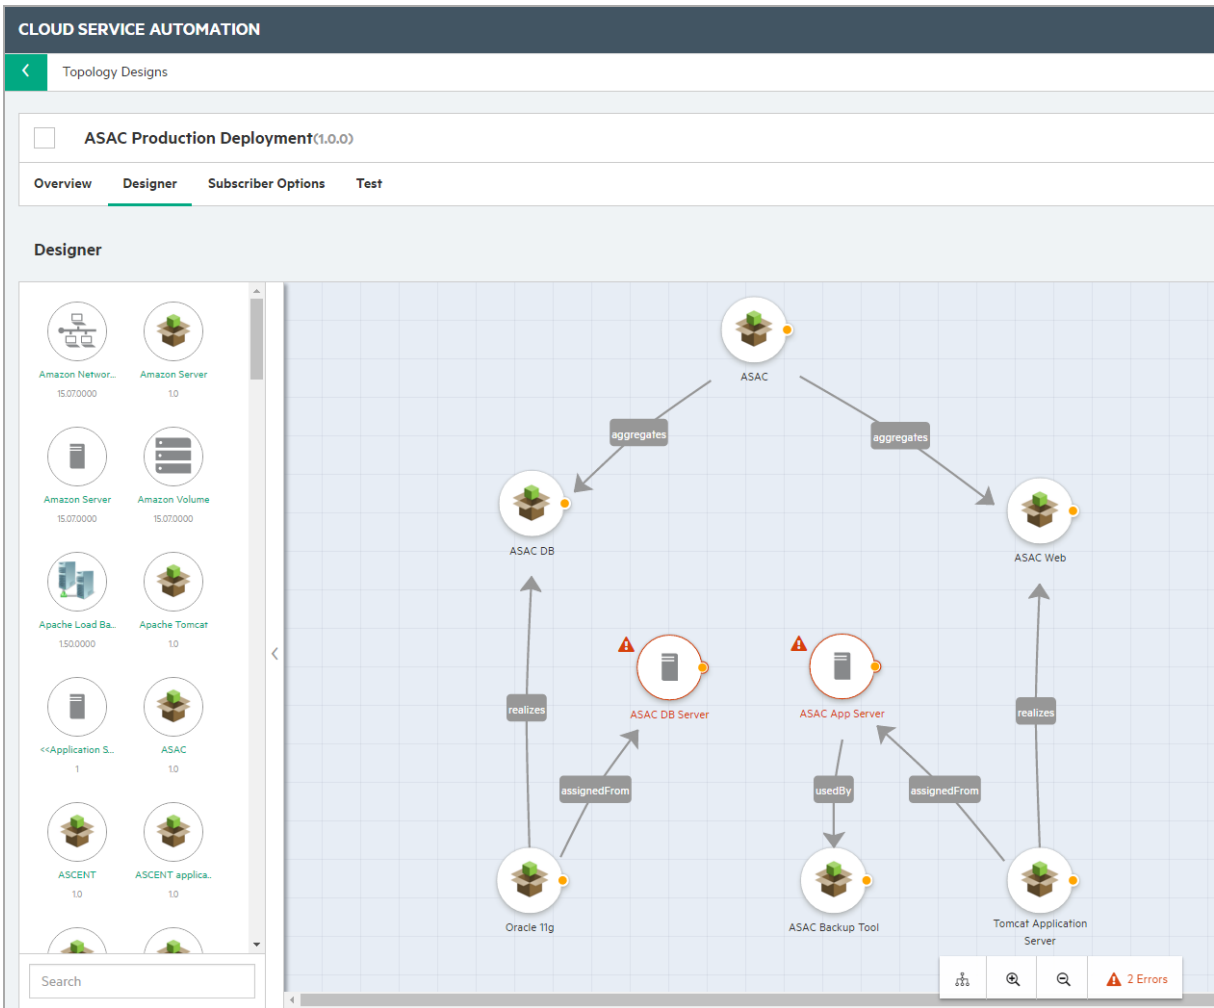 CLOUD SERVICE AUTOMATION
Topology Designs
ASAC Production Deployment(1.0.0)
Overview Designer Subscriber Options Test
Designer
Amazon Networ... Amazon Server
15.07.0000 1.0
Amazon Server Amazon Volume
15.07.0000 15.07.0000
Apache Load Ba... Apache Tomcat
1.50.0000 1.0
<<Application S... ASAC
1 1.0
ASCENT ASCENT applica..
1.0 1.0
Search
ASAC
aggregates aggregates
ASAC DB ASAC Web
ASAC DB Server ASAC App Server
realizes realizes
assignedFrom usedBy assignedFrom
Oracle 11g ASAC Backup Tool Tomcat Application
Server
2 Errors